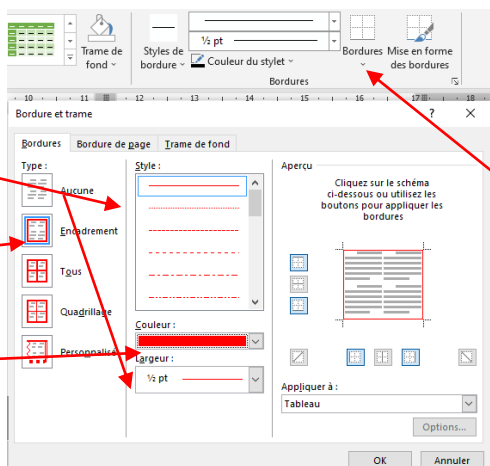 ½ pt
Trame de fond
Styles de bordure
Couleur du stylet
Bordures
Mise en forme des bordures
Bordures
10 11 12 13 14 15 16 17 18
Bordure et trame
? ×
Bordures Bordure de page Trame de fond
Type :
Aucune
Encadrement
Tous
Quadrillage
Personnalisé
Style :
Couleur :
Largeur :
½ pt
Aperçu
Cliquez sur le schéma
ci-dessous ou utilisez les
boutons pour appliquer les
bordures
Appliquer à :
Tableau
Options...
OK Annuler